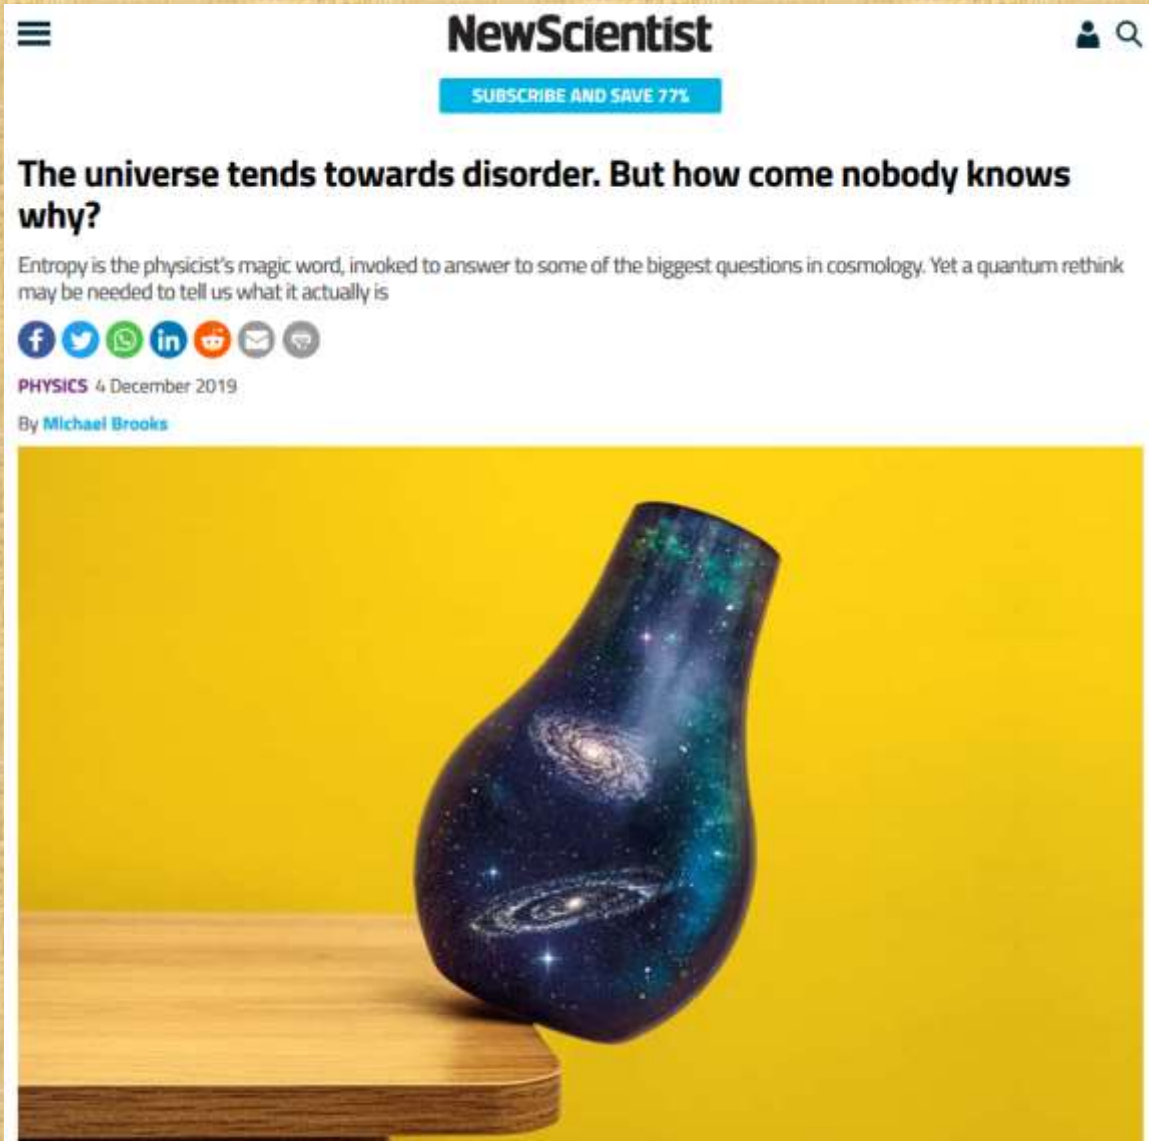 NewScientist
SUBSCRIBE AND SAVE 77%
The universe tends towards disorder. But how come nobody knows
why?
Entropy is the physicist's magic word, invoked to answer to some of the biggest questions in cosmology. Yet a quantum rethink
may be needed to tell us what it actually is
PHYSICS 4 December 2019
By Michael Brooks